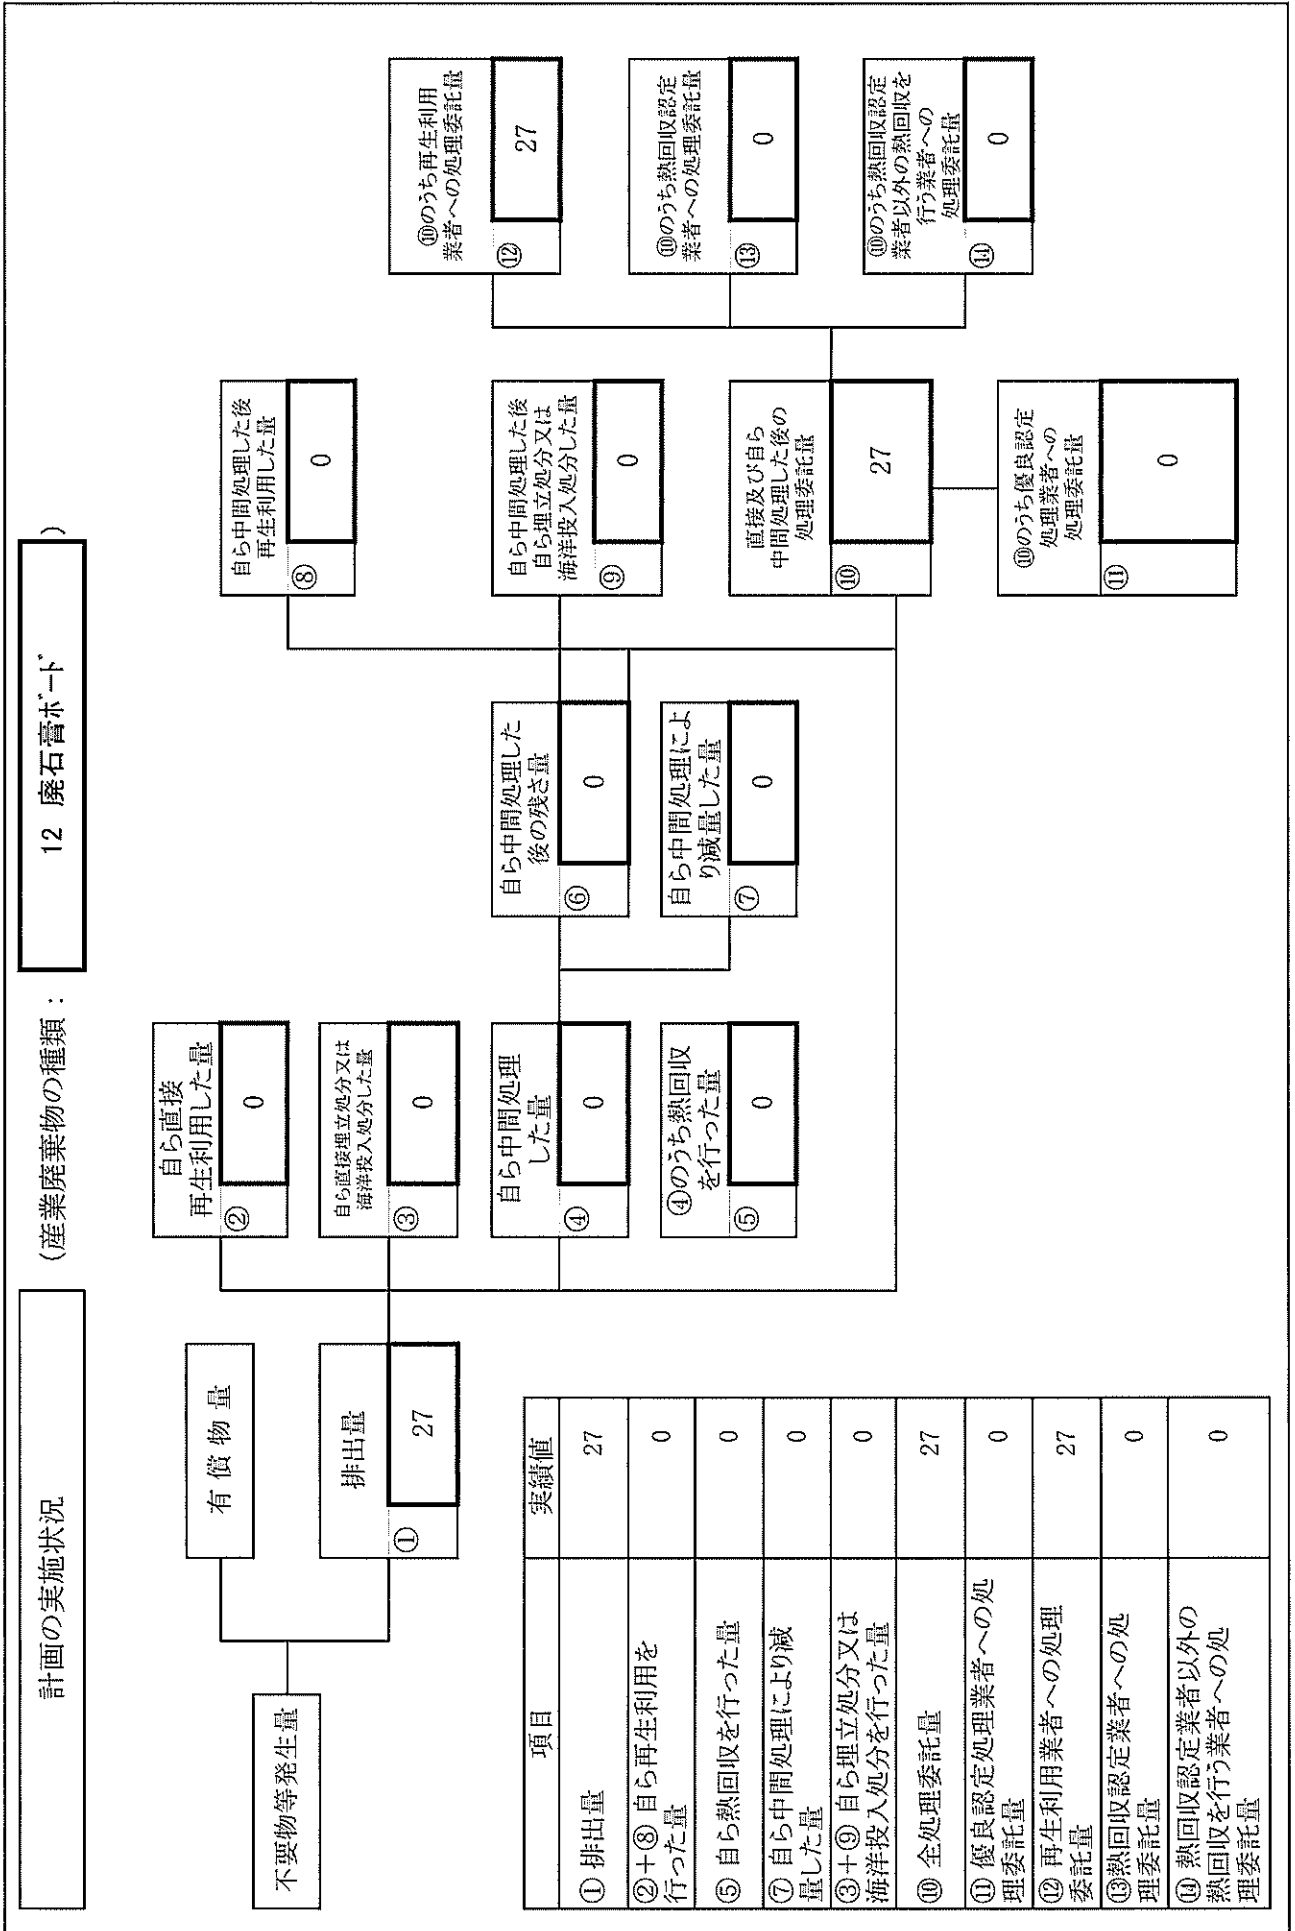 計画の実施状況
(産業廃棄物の種類：
12 廃石膏ボード
)
不要物等発生量
有 償 物 量
排出量
①
27
自ら直接
再生利用した量
②
0
自ら直接埋立処分又は
海洋投入処分した量
③
0
自ら中間処理
した量
④
0
④のうち熱回収
を行った量
⑤
0
自ら中間処理した
後の残さ量
⑥
0
自ら中間処理によ
り減量した量
⑦
0
自ら中間処理した後
再生利用した量
⑧
0
自ら中間処理した後
自ら埋立処分又は
海洋投入処分した量
⑨
0
直接及び自ら
中間処理した後の
処理委託量
⑩
27
⑩のうち優良認定
処理業者への
処理委託量
⑪
0
⑩のうち再生利用
業者への処理委託量
⑫
27
⑩のうち熱回収認定
業者への処理委託量
⑬
0
⑩のうち熱回収認定
業者以外の熱回収を
行う業者への
処理委託量
⑭
0
項目
実績値
① 排出量
27
②＋⑧ 自ら再生利用を
行った量
0
⑤ 自ら熱回収を行った量
0
⑦ 自ら中間処理により減
量した量
0
③＋⑨ 自ら埋立処分又は
海洋投入処分を行った量
0
⑩ 全処理委託量
27
⑪ 優良認定処理業者への処
理委託量
0
⑫ 再生利用業者への処理
委託量
27
⑬熱回収認定業者への処
理委託量
0
⑭ 熱回収認定業者以外の
熱回収を行う業者への処
理委託量
0